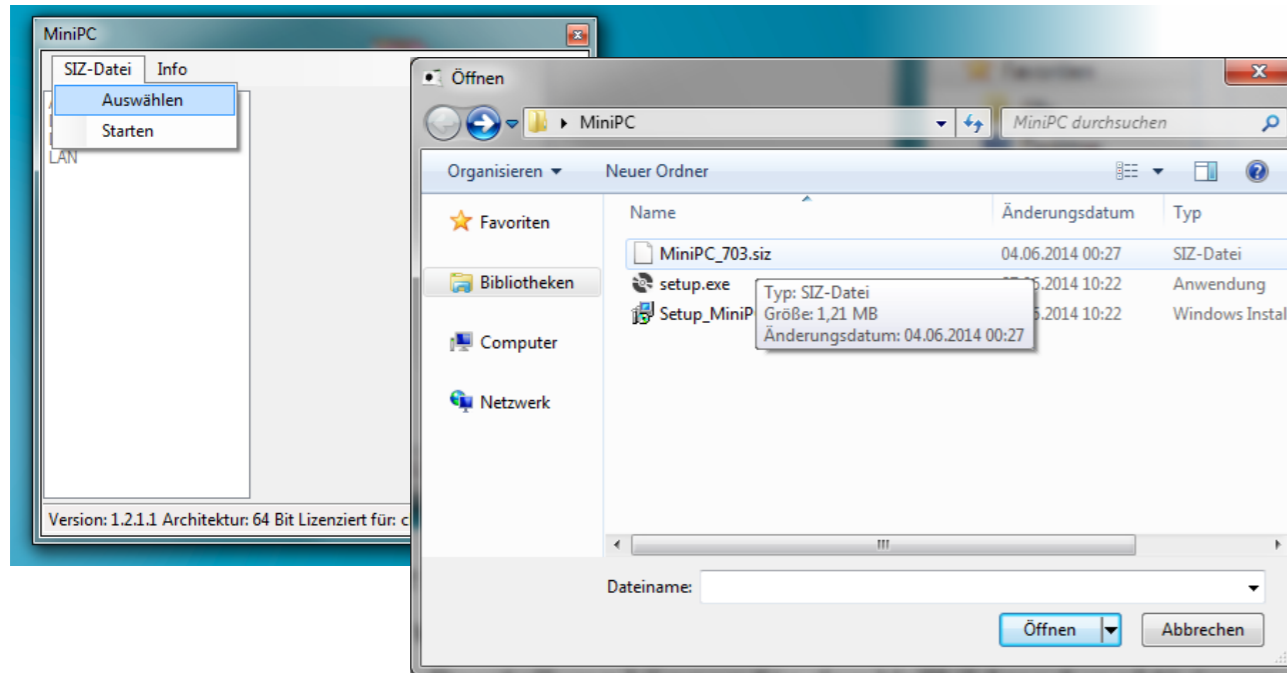 MiniPC
SIZ-Datei Info
Auswählen
Starten
LAN
Version: 1.2.1.1 Architektur: 64 Bit Lizenziert für:
Öffnen
MiniPC
MiniPC durchsuchen
Organisieren Neuer Ordner
Name Änderungsdatum Typ
Favoriten
Bibliotheken
Computer
Netzwerk
MiniPC_703.siz 04.06.2014 00:27 SIZ-Datei
setup.exe 10:22 Anwendung
Setup_MiniP .2014 10:22 Windows Instal
Typ: SIZ-Datei
Größe: 1,21 MB
Änderungsdatum: 04.06.2014 00:27
Dateiname:
Öffnen Abbrechen